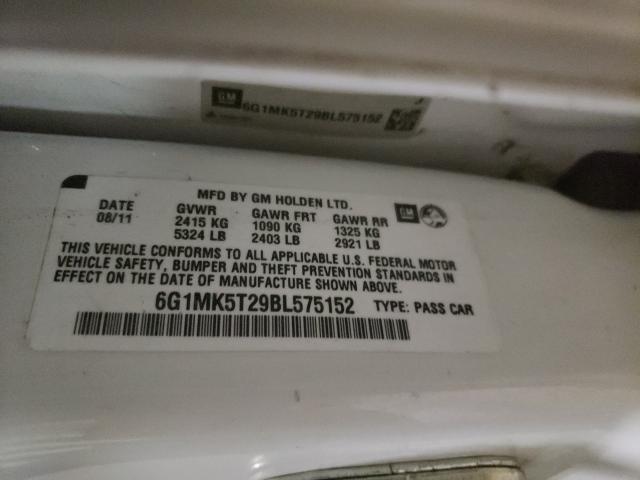 GM
6G1MK5T29BL575152
MFD BY GM HOLDEN LTD.
DATE GVWR GAWR FRT GAWR RR GM
08/11 2415 KG 1090 KG 1325 KG
5324 LB 2403 LB 2921 LB
THIS VEHICLE CONFORMS TO ALL APPLICABLE U.S. FEDERAL MOTOR
VEHICLE SAFETY, BUMPER AND THEFT PREVENTION STANDARDS IN
EFFECT ON THE DATE OF MANUFACTURE SHOWN ABOVE.
6G1MK5T29BL575152 TYPE: PASS CAR